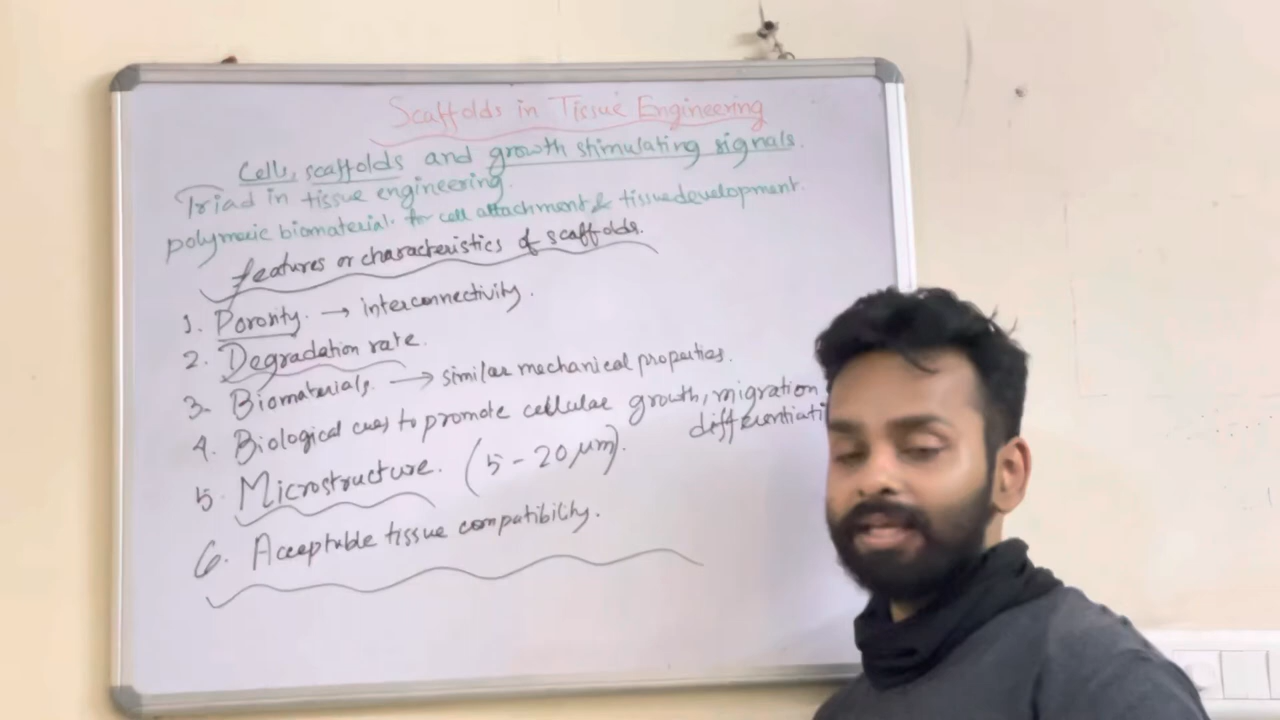 Scaffolds in Tissue Engineering
Cells, scaffolds and growth stimulating signals.
Triad in tissue engineering.
polymeric biomaterial. for cell attachment & tissue development.
features or characteristics of scaffolds.
1. Porosity. → interconnectivity.
2. Degradation rate.
3. Biomaterials. → similar mechanical properties.
4. Biological cues to promote cellular growth, migration
differentiati
5. Microstructure. (5-20 μm).
6. Acceptable tissue compatibility.